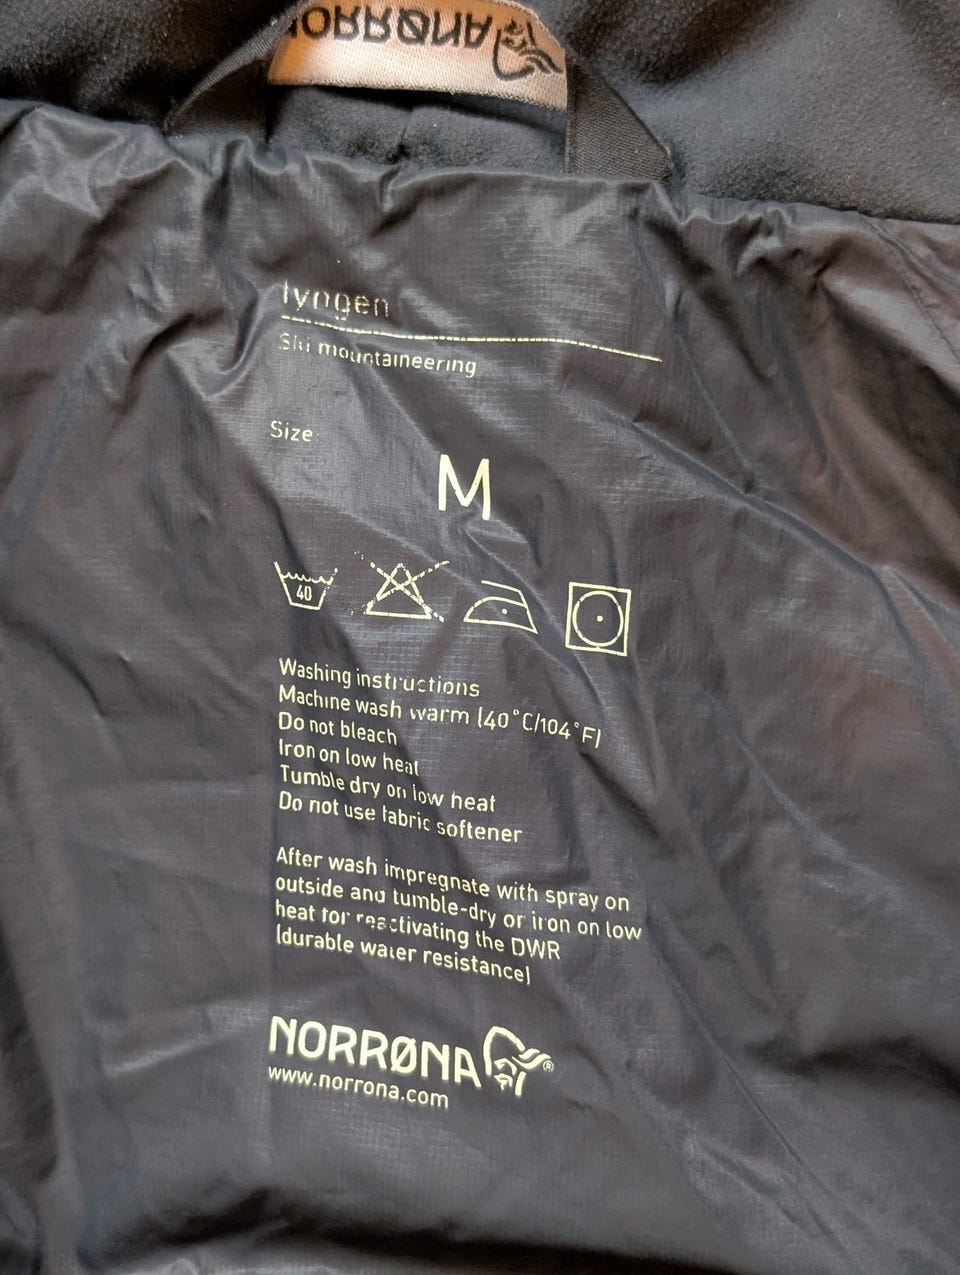 NORRØNA
lyngen
Ski mountaineering
Size:
M
40
Washing instructions
Machine wash warm (40°C/104°F)
Do not bleach
Iron on low heat
Tumble dry on low heat
Do not use fabric softener
After wash impregnate with spray on
outside and tumble-dry or iron on low
heat for reactivating the DWR
(durable water resistance)
NORRØNA®
www.norrona.com